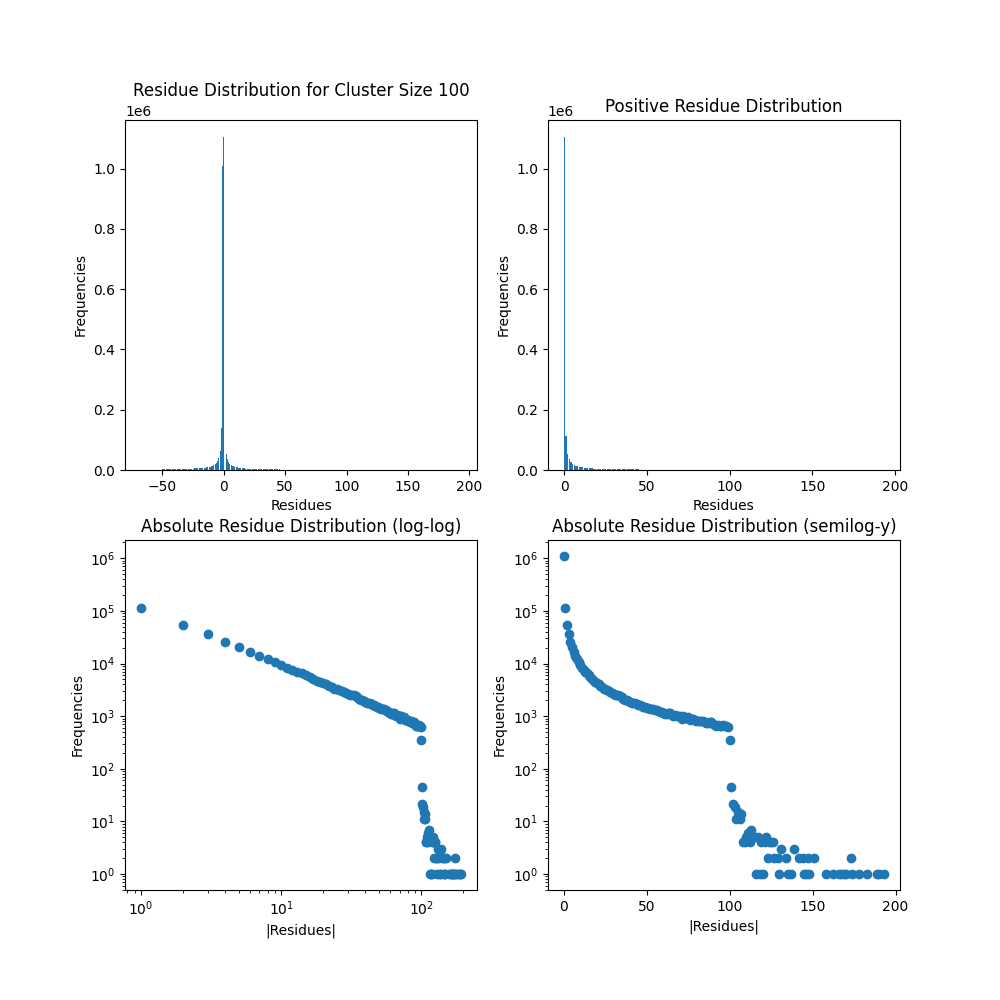 Residue Distribution for Cluster Size 100
Positive Residue Distribution
1e6
1e6
1.0
0.8
0.6
0.4
0.2
0.0
Frequencies
−50 0 50 100 150 200
Residues
1.0
0.8
0.6
0.4
0.2
0.0
Frequencies
0 50 100 150 200
Residues
Absolute Residue Distribution (log-log)
10^6
10^5
10^4
10^3
10^2
10^1
10^0
Frequencies
10^0 10^1 10^2
|Residues|
Absolute Residue Distribution (semilog-y)
10^6
10^5
10^4
10^3
10^2
10^1
10^0
Frequencies
0 50 100 150 200
|Residues|